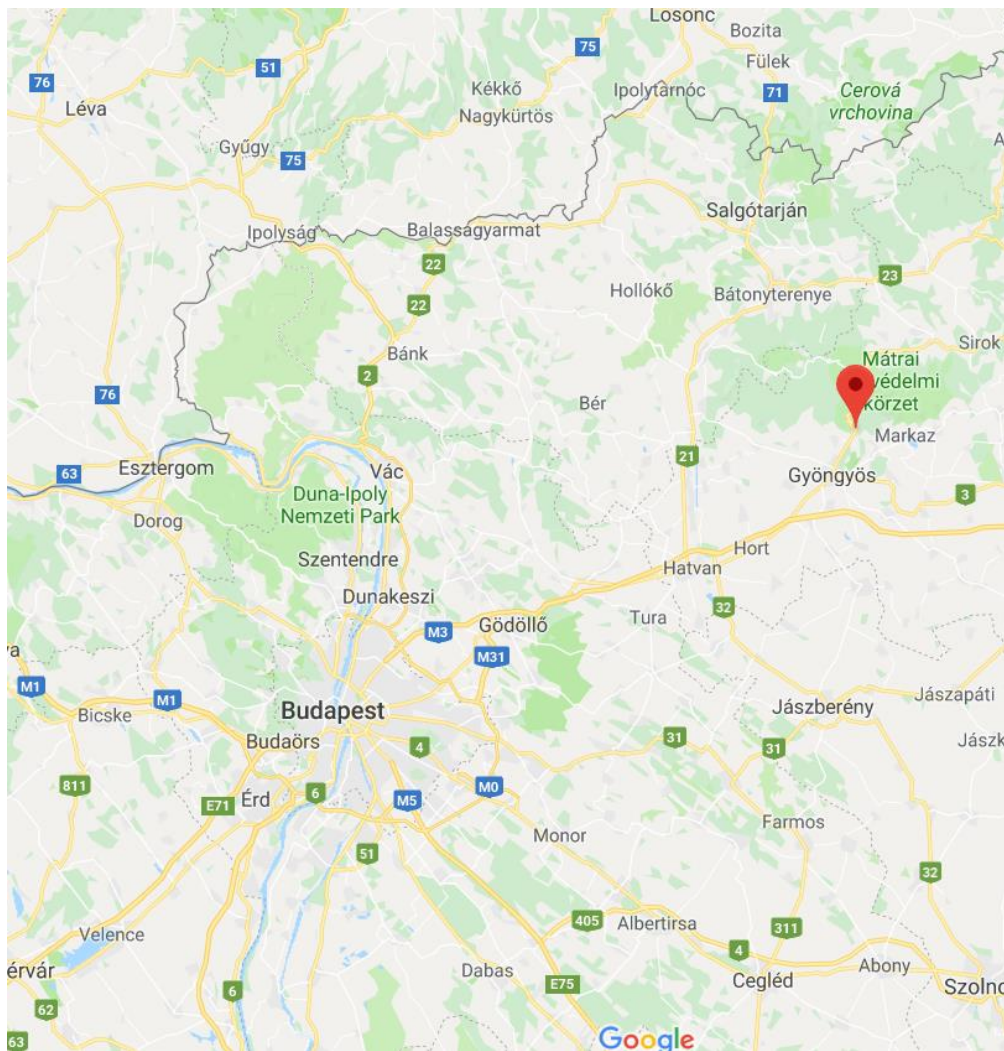 Losonc
Bozita
75
76
51
Kékkő
Ipolytarnóc
Fülek
Léva
Nagykürtös
71
Cerová
vrchovina
A
Gyűgy
75
Salgótarján
Ipolyság
Balassagyarmat
22
23
22
Hollókő
Bátonyterenye
Sirok
Bánk
2
Mátrai
védelmi
körzet
76
Bér
Markaz
63
Esztergom
Vác
21
Gyöngyös
3
Duna-Ipoly
Nemzeti Park
Dorog
Szentendre
Hort
Hatvan
Dunakeszi
32
Tura
M3
Gödöllő
va
M31
M1
M1
Jászapáti
Bicske
Budapest
Jászberény
Budaörs
4
31
31
Jászk
811
M0
E71
Érd
6
M5
Farmos
Monor
51
32
405
Albertirsa
311
Velence
4
Abony
érvár
Dabas
Cegléd
6
E75
Szolno
62
63
Google